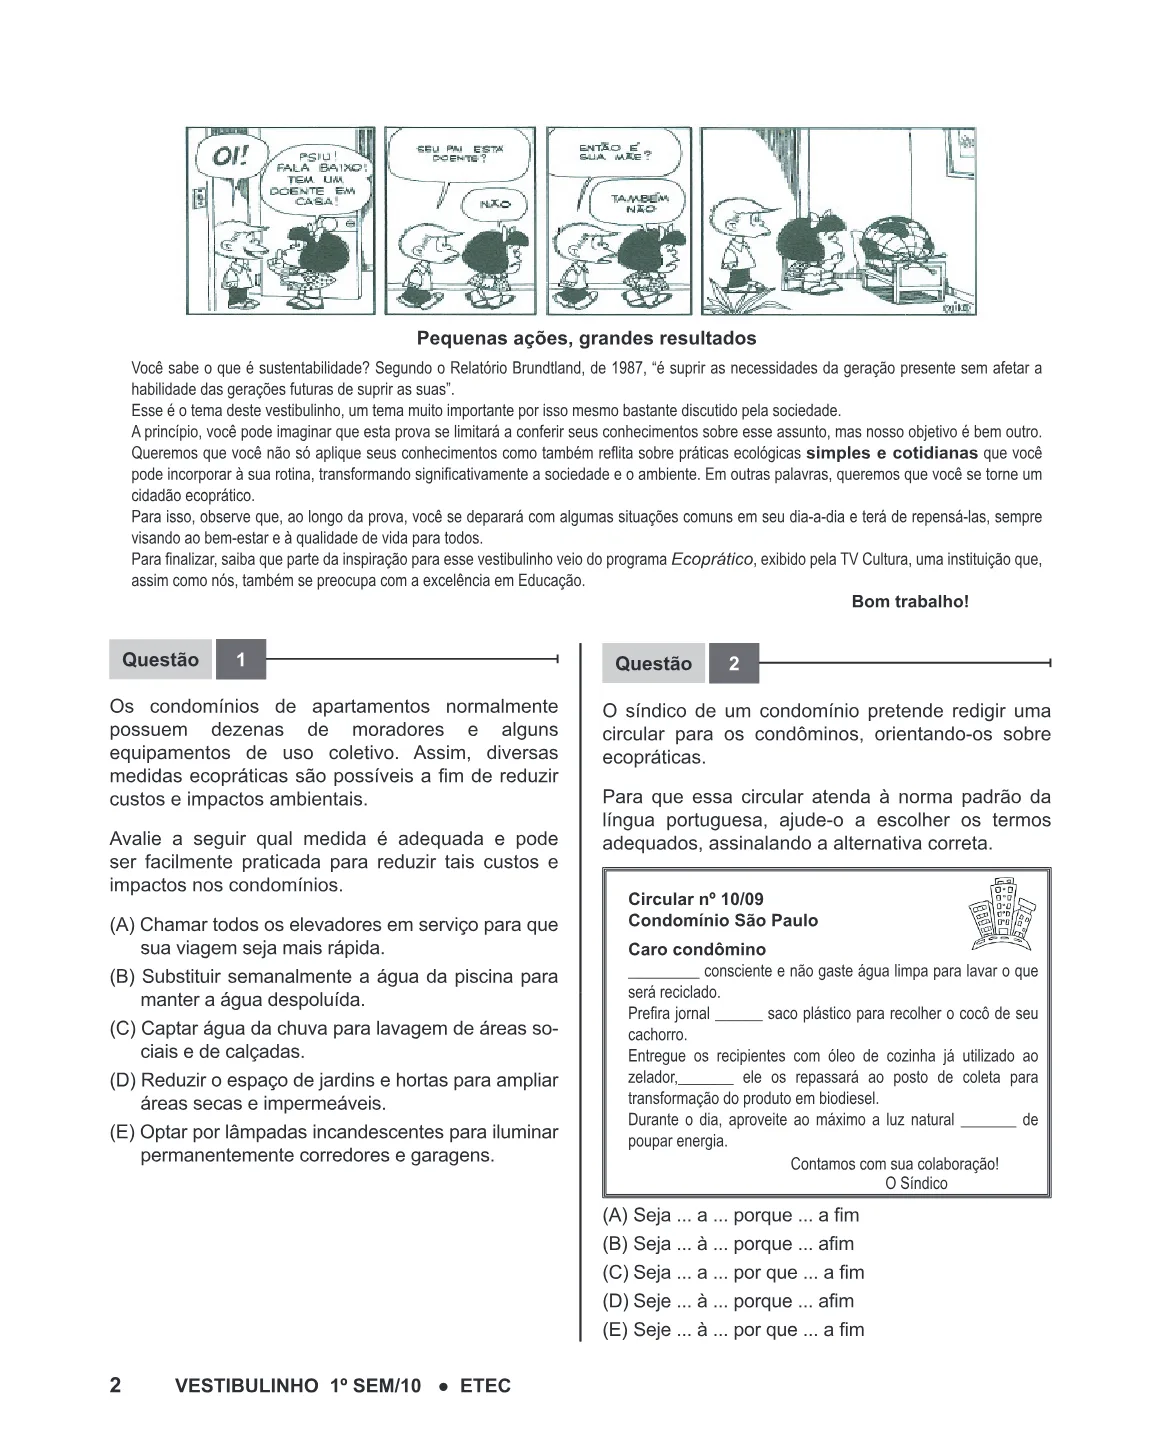 OI!
PSIU!
FALA BAIXO!
TEM UM
DOENTE EM
CASA!
SEU PAI ESTÁ
DOENTE?
NÃO
ENTÃO É
SUA MÃE?
TAMBÉM
NÃO
Pequenas ações, grandes resultados
Você sabe o que é sustentabilidade? Segundo o Relatório Brundtland, de 1987, “é suprir as necessidades da geração presente sem afetar a
habilidade das gerações futuras de suprir as suas”.
Esse é o tema deste vestibulinho, um tema muito importante por isso mesmo bastante discutido pela sociedade.
A princípio, você pode imaginar que esta prova se limitará a conferir seus conhecimentos sobre esse assunto, mas nosso objetivo é bem outro.
Queremos que você não só aplique seus conhecimentos como também reflita sobre práticas ecológicas simples e cotidianas que você
pode incorporar à sua rotina, transformando significativamente a sociedade e o ambiente. Em outras palavras, queremos que você se torne um
cidadão ecoprático.
Para isso, observe que, ao longo da prova, você se deparará com algumas situações comuns em seu dia-a-dia e terá de repensá-las, sempre
visando ao bem-estar e à qualidade de vida para todos.
Para finalizar, saiba que parte da inspiração para esse vestibulinho veio do programa Ecoprático, exibido pela TV Cultura, uma instituição que,
assim como nós, também se preocupa com a excelência em Educação.
Bom trabalho!
Questão 1
Os condomínios de apartamentos normalmente
possuem dezenas de moradores e alguns
equipamentos de uso coletivo. Assim, diversas
medidas ecopráticas são possíveis a fim de reduzir
custos e impactos ambientais.
Avalie a seguir qual medida é adequada e pode
ser facilmente praticada para reduzir tais custos e
impactos nos condomínios.
(A) Chamar todos os elevadores em serviço para que
sua viagem seja mais rápida.
(B) Substituir semanalmente a água da piscina para
manter a água despoluída.
(C) Captar água da chuva para lavagem de áreas so-
ciais e de calçadas.
(D) Reduzir o espaço de jardins e hortas para ampliar
áreas secas e impermeáveis.
(E) Optar por lâmpadas incandescentes para iluminar
permanentemente corredores e garagens.
Questão 2
O síndico de um condomínio pretende redigir uma
circular para os condôminos, orientando-os sobre
ecopráticas.
Para que essa circular atenda à norma padrão da
língua portuguesa, ajude-o a escolher os termos
adequados, assinalando a alternativa correta.
Circular nº 10/09
Condomínio São Paulo
Caro condômino
_________ consciente e não gaste água limpa para lavar o que
será reciclado.
Prefira jornal ______ saco plástico para recolher o cocô de seu
cachorro.
Entregue os recipientes com óleo de cozinha já utilizado ao
zelador,_______ ele os repassará ao posto de coleta para
transformação do produto em biodiesel.
Durante o dia, aproveite ao máximo a luz natural _______ de
poupar energia.
Contamos com sua colaboração!
O Síndico
(A) Seja ... a ... porque ... a fim
(B) Seja ... à ... porque ... afim
(C) Seja ... a ... por que ... a fim
(D) Seje ... à ... porque ... afim
(E) Seje ... à ... por que ... a fim
2 VESTIBULINHO 1º SEM/10 ● ETEC